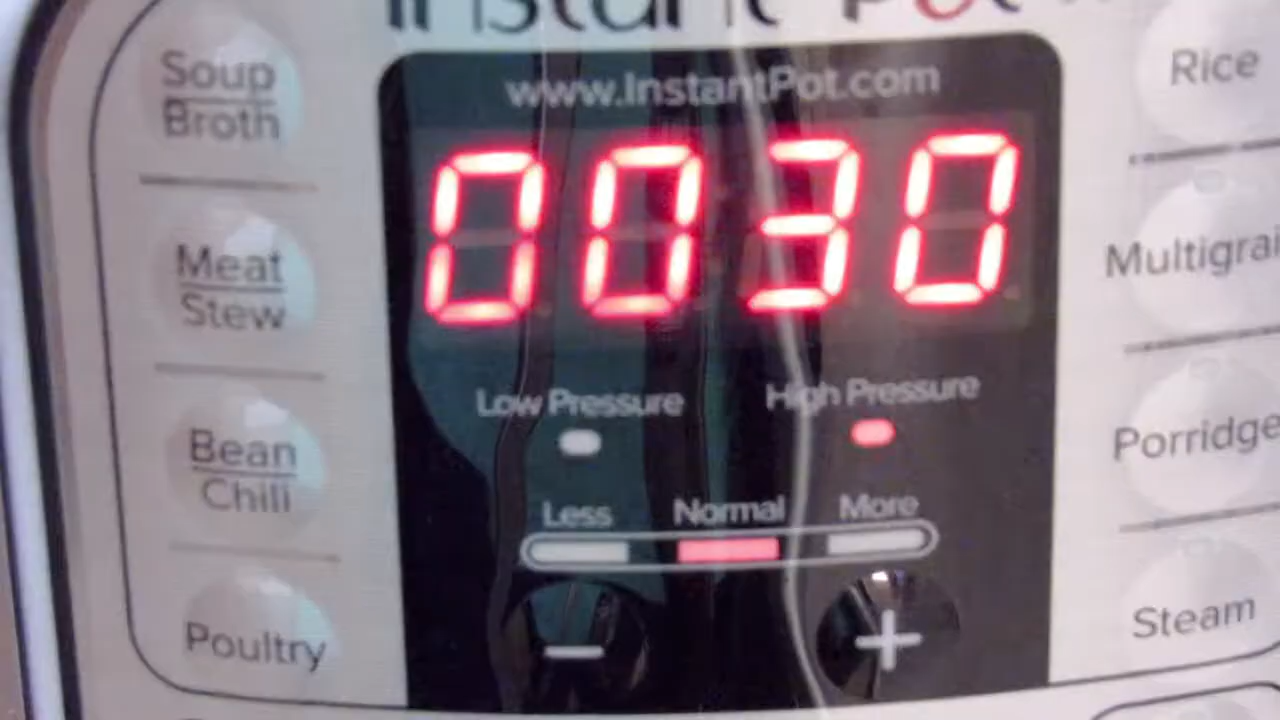 Instant Pot
www.InstantPot.com
0030
Low Pressure
High Pressure
Less Normal More
− +
Soup
Broth
Meat
Stew
Bean
Chili
Poultry
Rice
Multigrai
Porridge
Steam